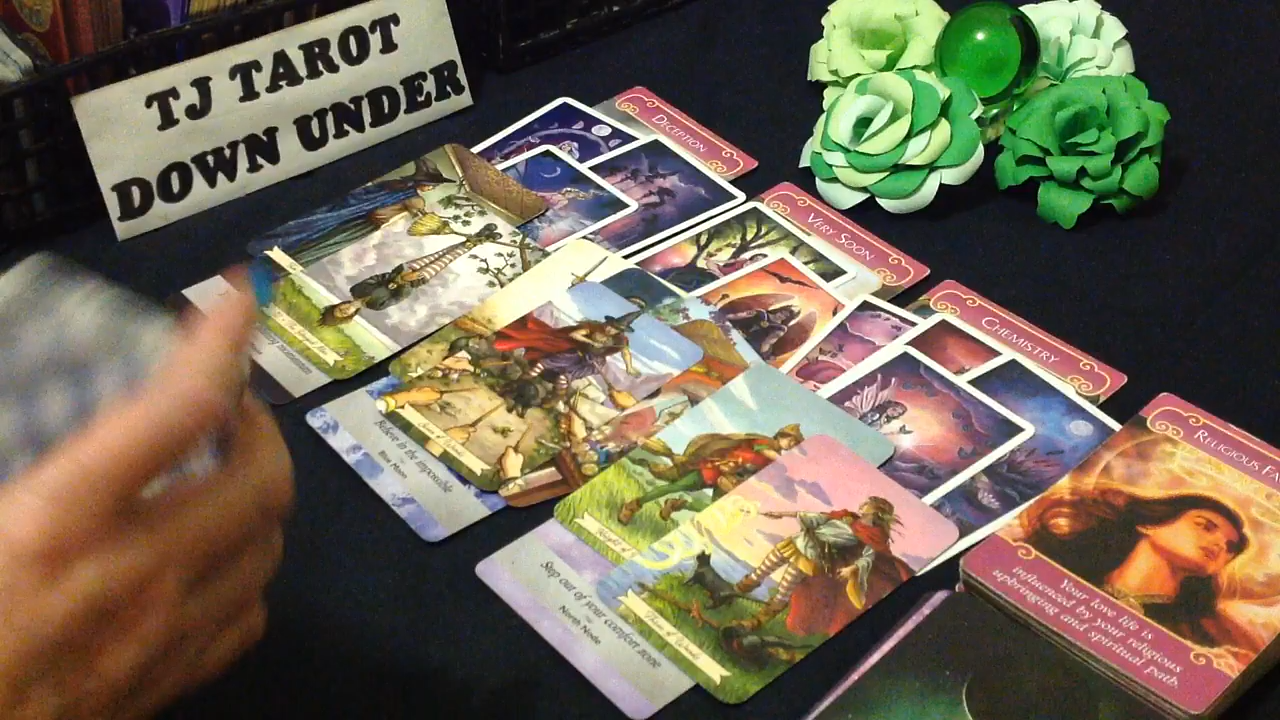 TJ TAROT
DOWN UNDER
DECEPTION
VERY SOON
CHEMISTRY
RELIGIOUS
Your love life is
influenced by your religious
upbringing and spiritual path.
Believe in the impossible
Blue Moon
Step out of your comfort zone
North Node